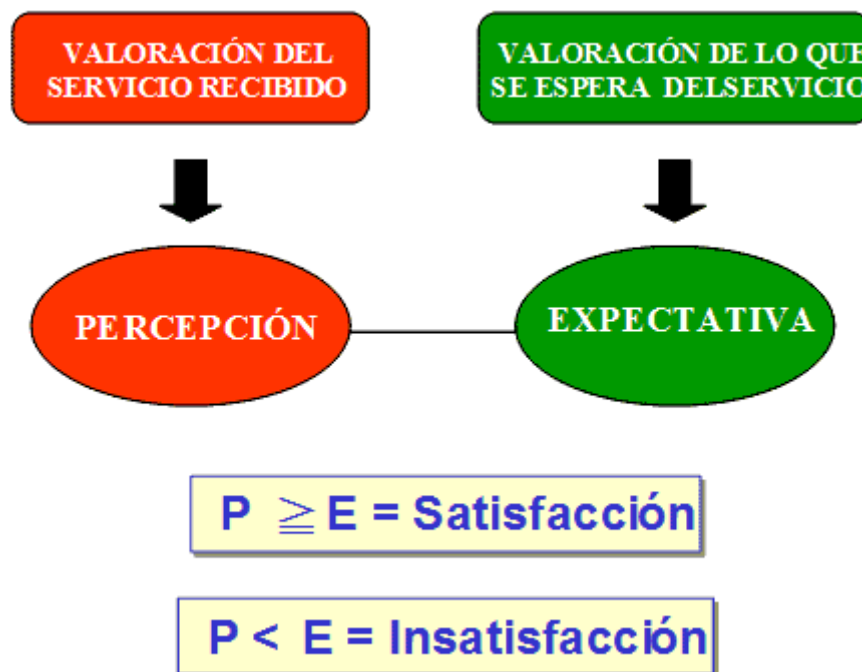 VALORACIÓN DEL
SERVICIO RECIBIDO
VALORACIÓN DE LO QUE
SE ESPERA DELSERVICIO
PERCEPCIÓN
EXPECTATIVA
P ≧ E = Satisfacción
P < E = Insatisfacción